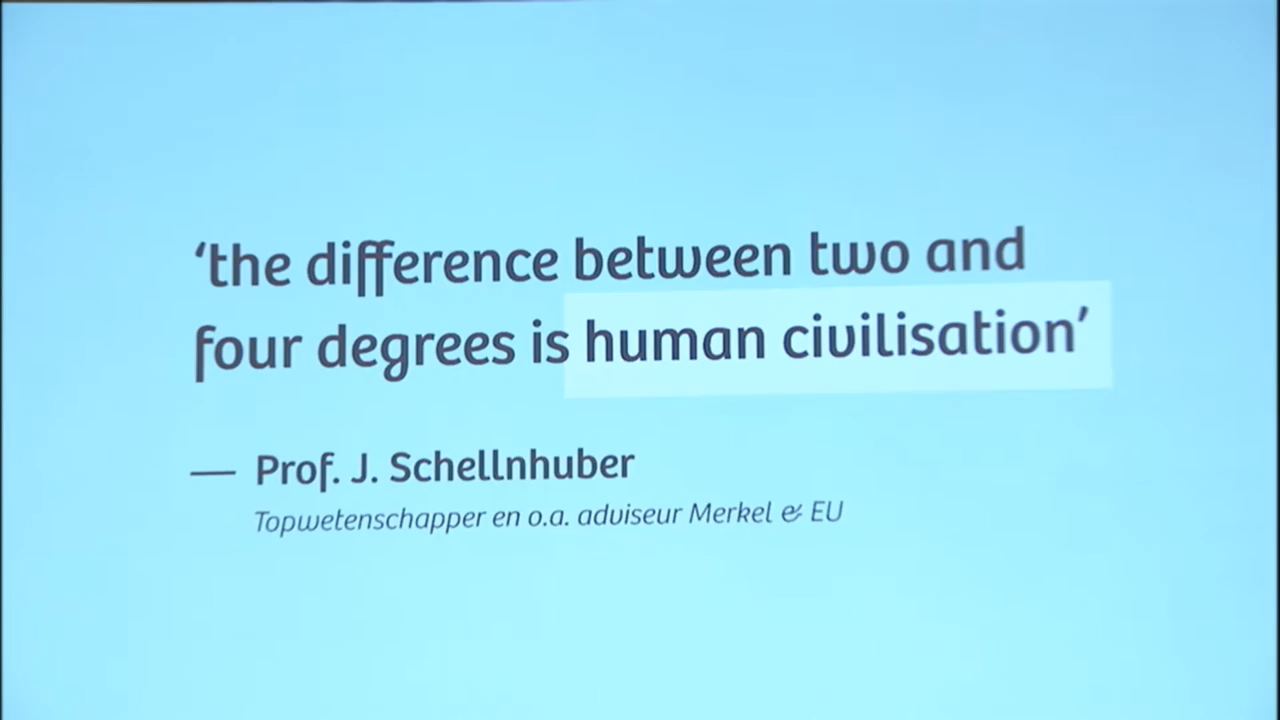 ‘the difference between two and
four degrees is human civilisation’
— Prof. J. Schellnhuber
Topwetenschapper en o.a. adviseur Merkel & EU